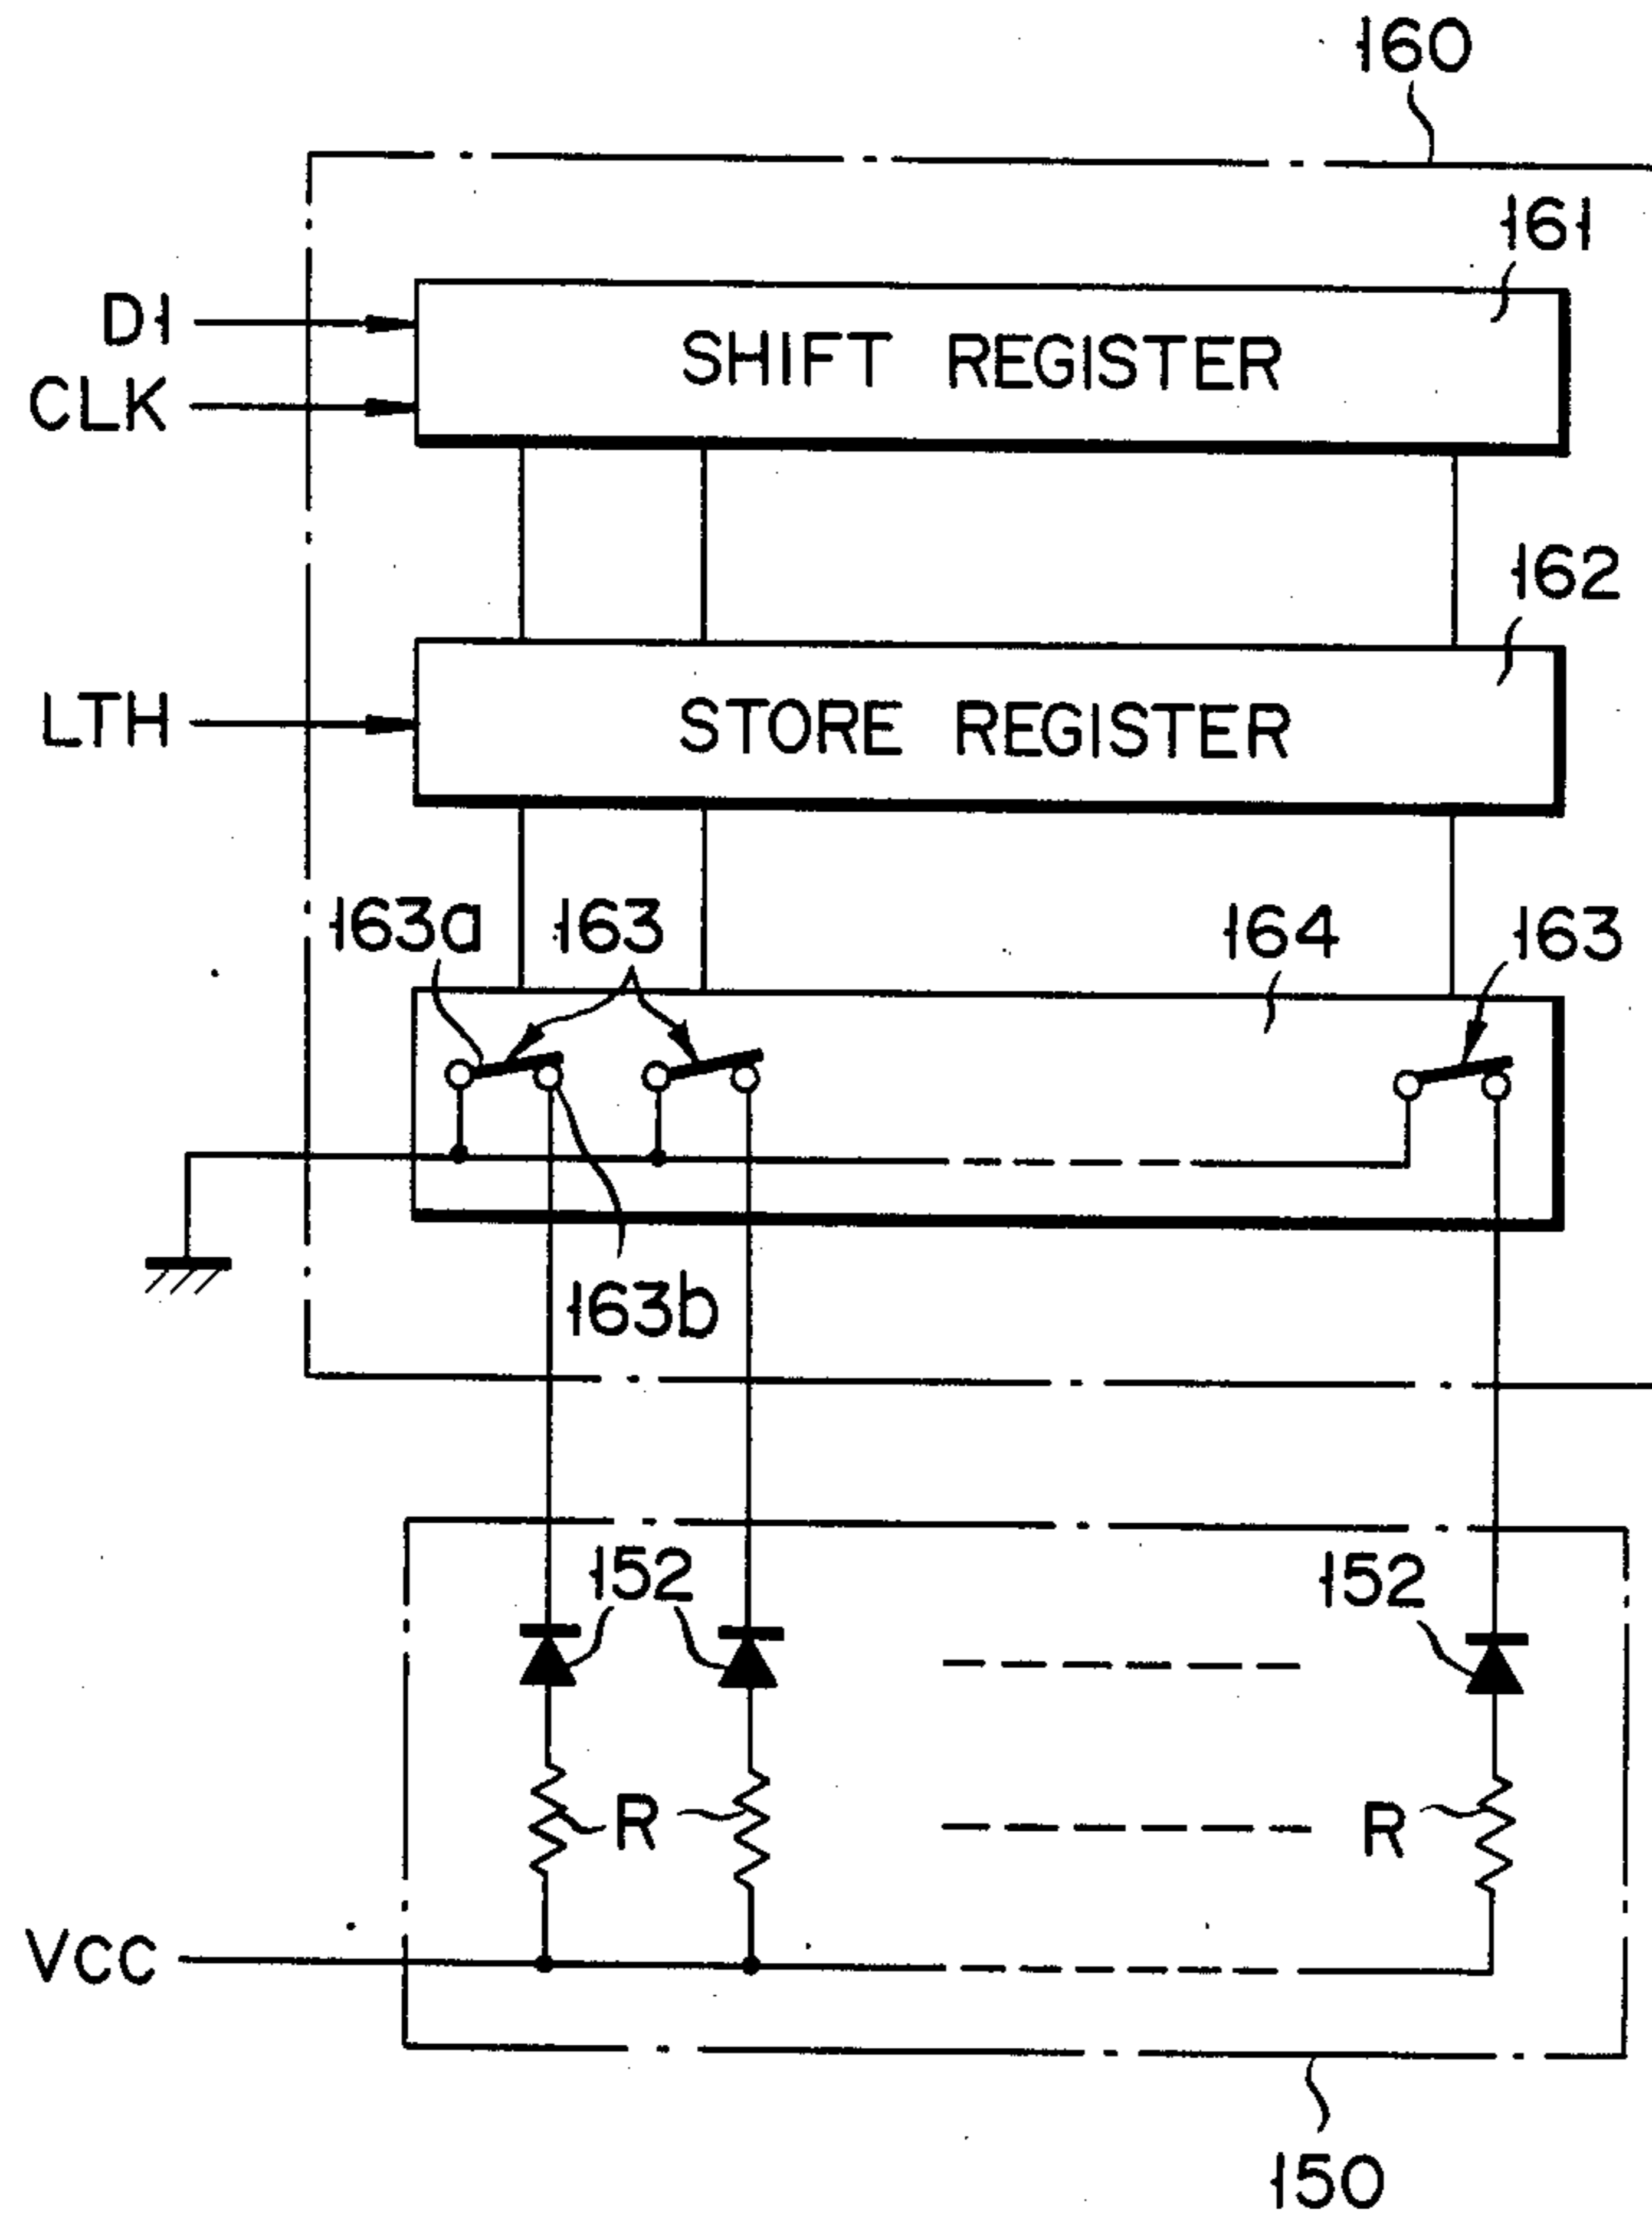 160
161
D1
SHIFT REGISTER
CLK
162
LTH
STORE REGISTER
163a
163
164
163
163b
152
152
R
R
VCC
150